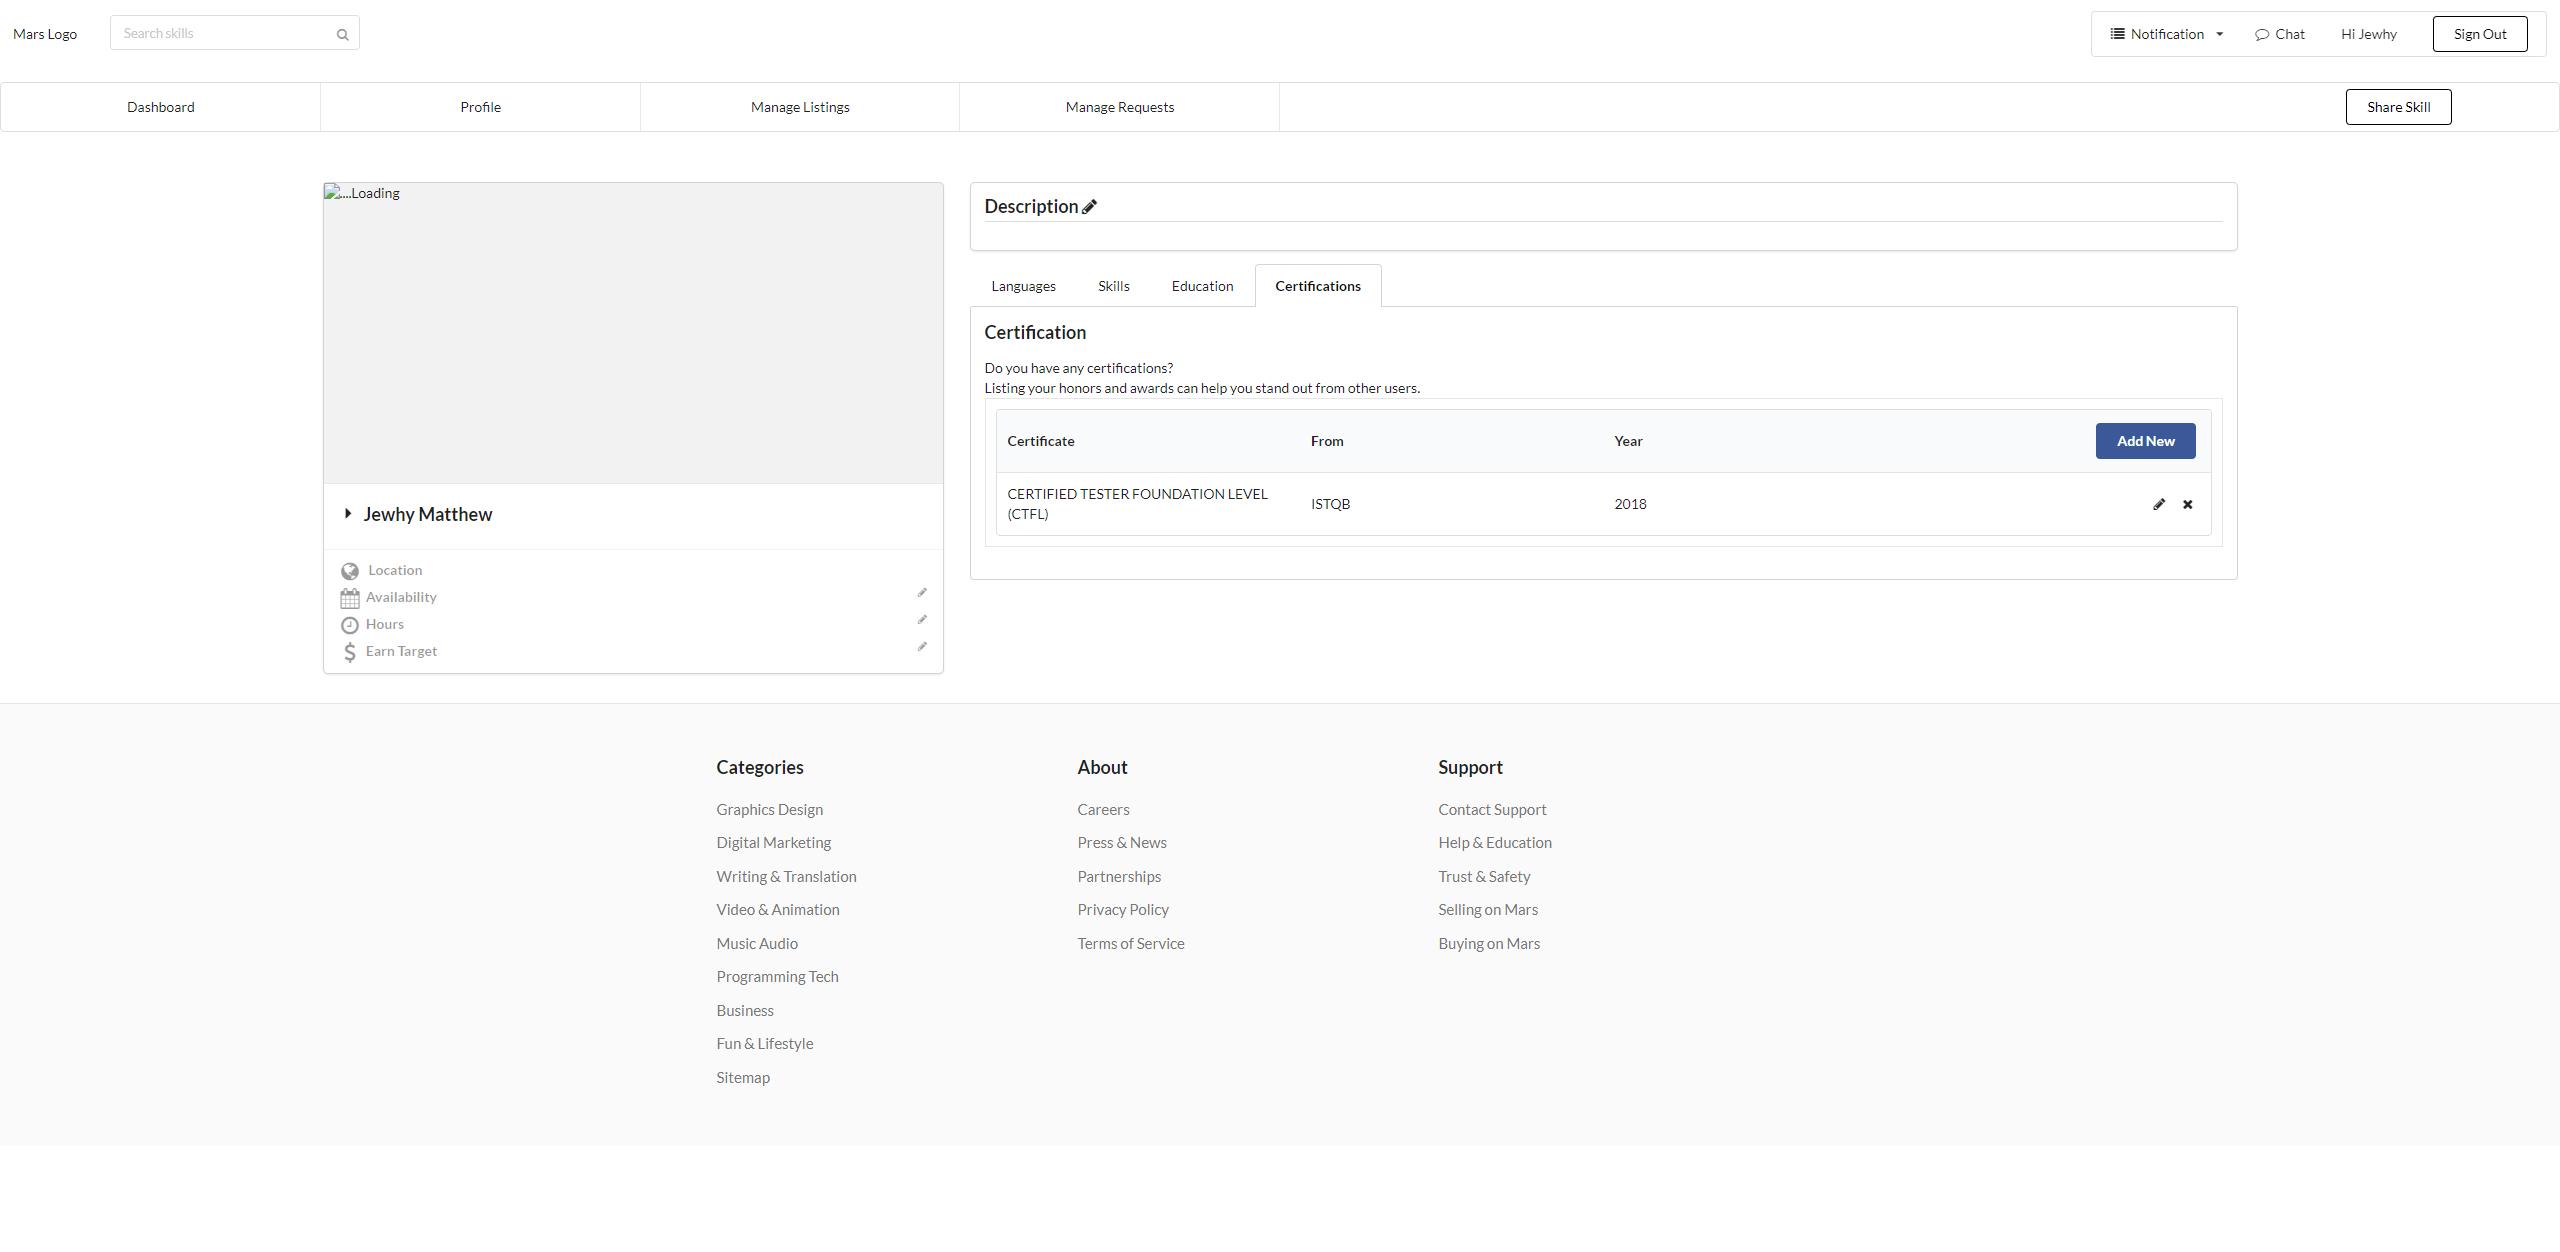 Mars Logo
Search skills
Notification
Chat
Hi Jewhy
Sign Out
Dashboard
Profile
Manage Listings
Manage Requests
Share Skill
....Loading
Jewhy Matthew
Location
Availability
Hours
Earn Target
Description
Languages
Skills
Education
Certifications
Certification
Do you have any certifications?
Listing your honors and awards can help you stand out from other users.
Certificate
From
Year
Add New
CERTIFIED TESTER FOUNDATION LEVEL
(CTFL)
ISTQB
2018
Categories
Graphics Design
Digital Marketing
Writing & Translation
Video & Animation
Music Audio
Programming Tech
Business
Fun & Lifestyle
Sitemap
About
Careers
Press & News
Partnerships
Privacy Policy
Terms of Service
Support
Contact Support
Help & Education
Trust & Safety
Selling on Mars
Buying on Mars